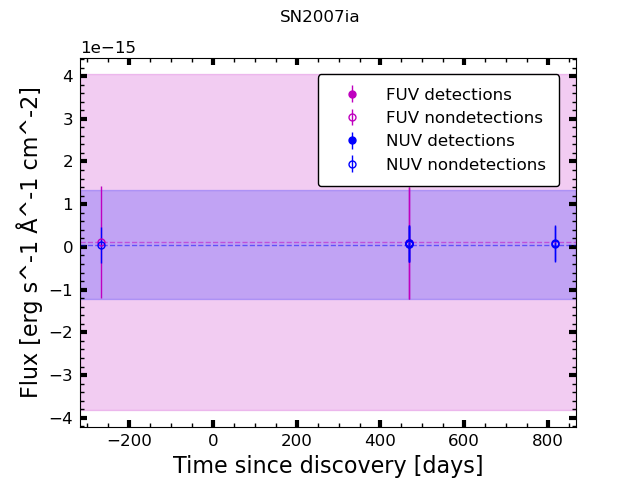 SN2007ia
1e−15
FUV detections
FUV nondetections
NUV detections
NUV nondetections
4
3
2
1
0
−1
−2
−3
−4
Flux [erg s^-1 Å^-1 cm^-2]
−200 0 200 400 600 800
Time since discovery [days]